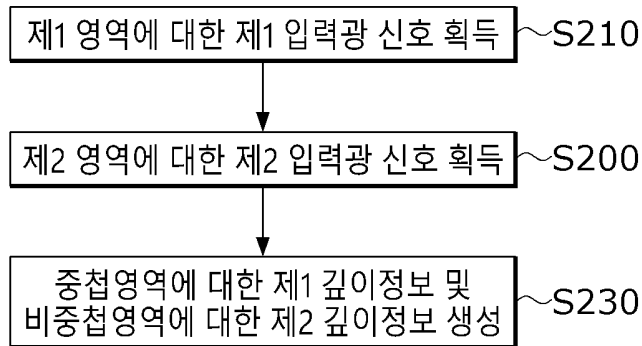 제1 영역에 대한 제1 입력광 신호 획득
S210
제2 영역에 대한 제2 입력광 신호 획득
S200
중첩영역에 대한 제1 깊이정보 및
비중첩영역에 대한 제2 깊이정보 생성
S230